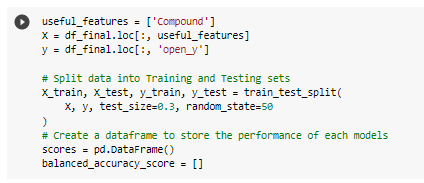 useful_features = ['Compound']
X = df_final.loc[:, useful_features]
y = df_final.loc[:, 'open_y']
# Split data into Training and Testing sets
X_train, X_test, y_train, y_test = train_test_split(
X, y, test_size=0.3, random_state=50
)
# Create a dataframe to store the performance of each models
scores = pd.DataFrame()
balanced_accuracy_score = []